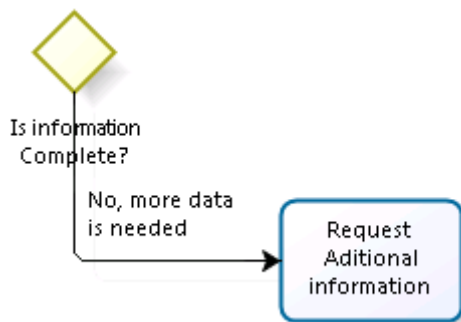 Is information
Complete?
No, more data
is needed
Request
Aditional
information